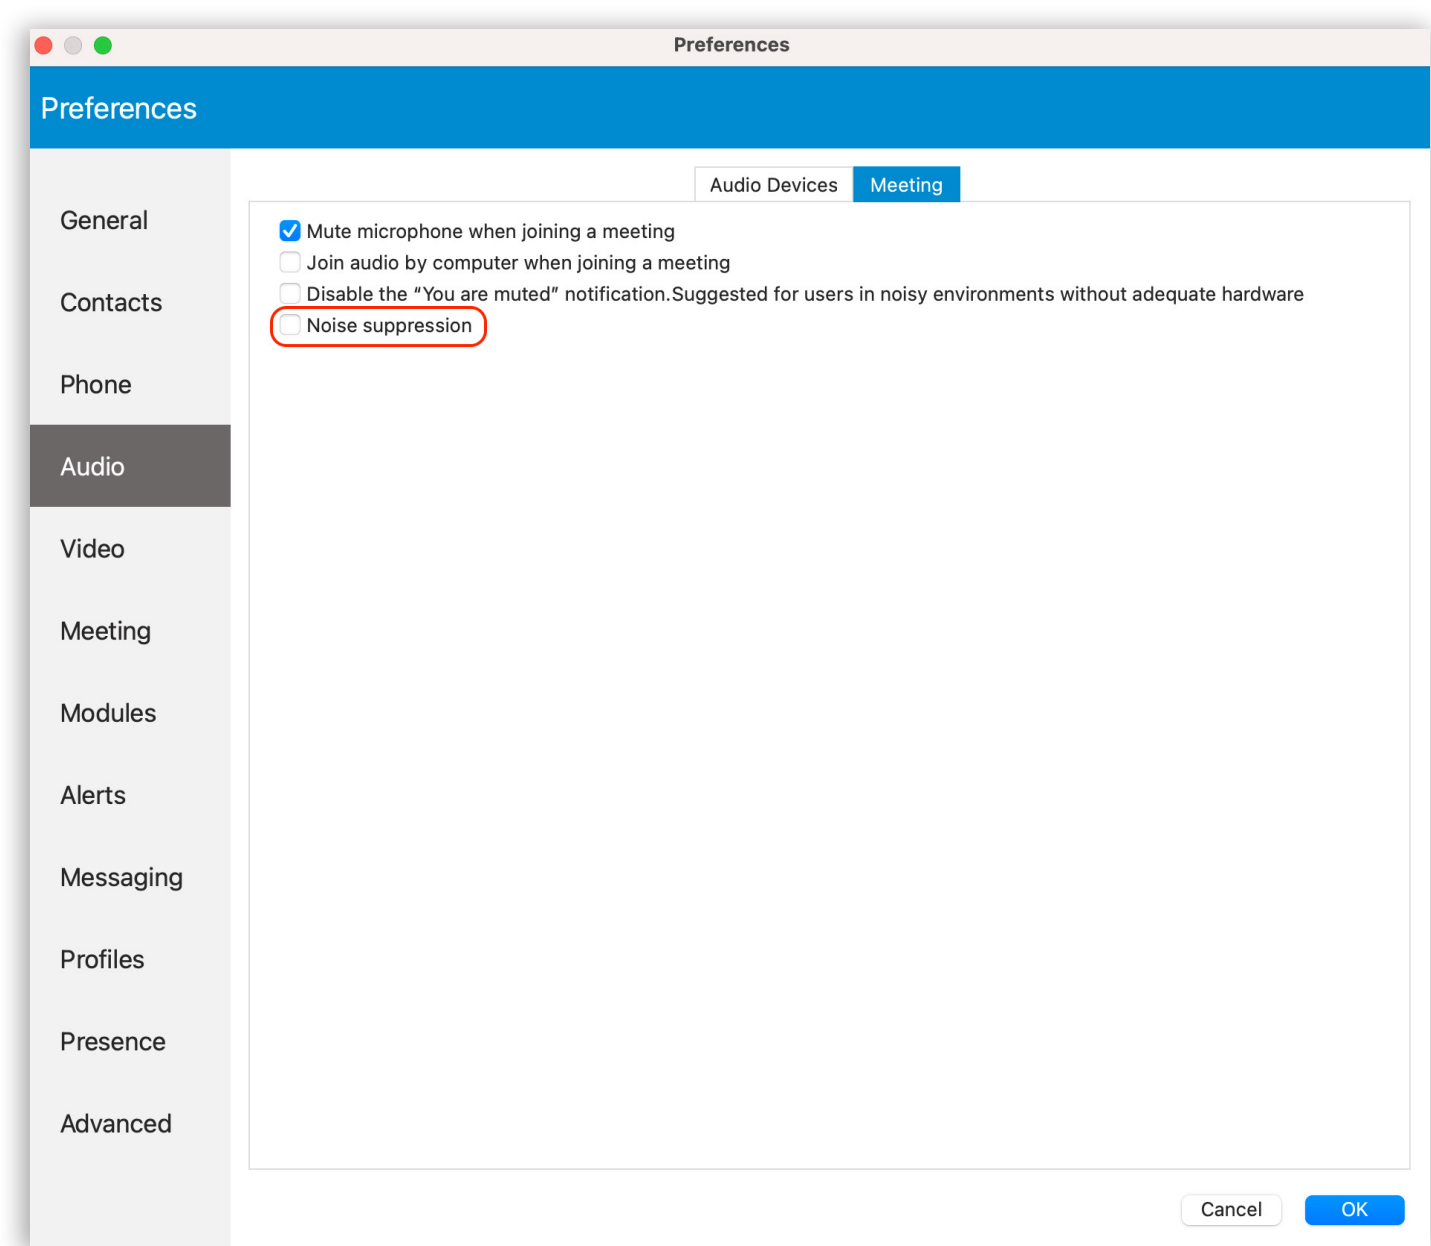 Preferences
Preferences
General
Contacts
Phone
Audio
Video
Meeting
Modules
Alerts
Messaging
Profiles
Presence
Advanced
Audio Devices
Meeting
Mute microphone when joining a meeting
Join audio by computer when joining a meeting
Disable the “You are muted” notification.Suggested for users in noisy environments without adequate hardware
Noise suppression
Cancel
OK